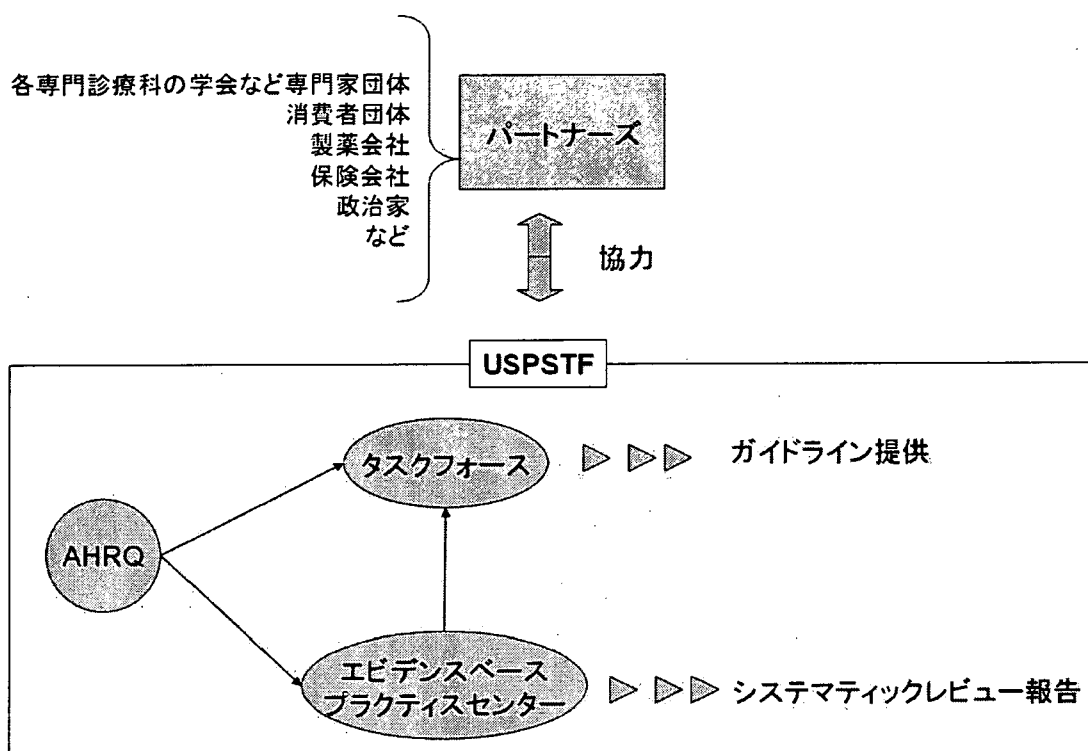 各専門診療科の学会など専門家団体
消費者団体
製薬会社
保険会社
政治家
など
パートナーズ
協力
USPSTF
タスクフォース
ガイドライン提供
AHRQ
エビデンスベース
プラクティスセンター
システマティックレビュー報告